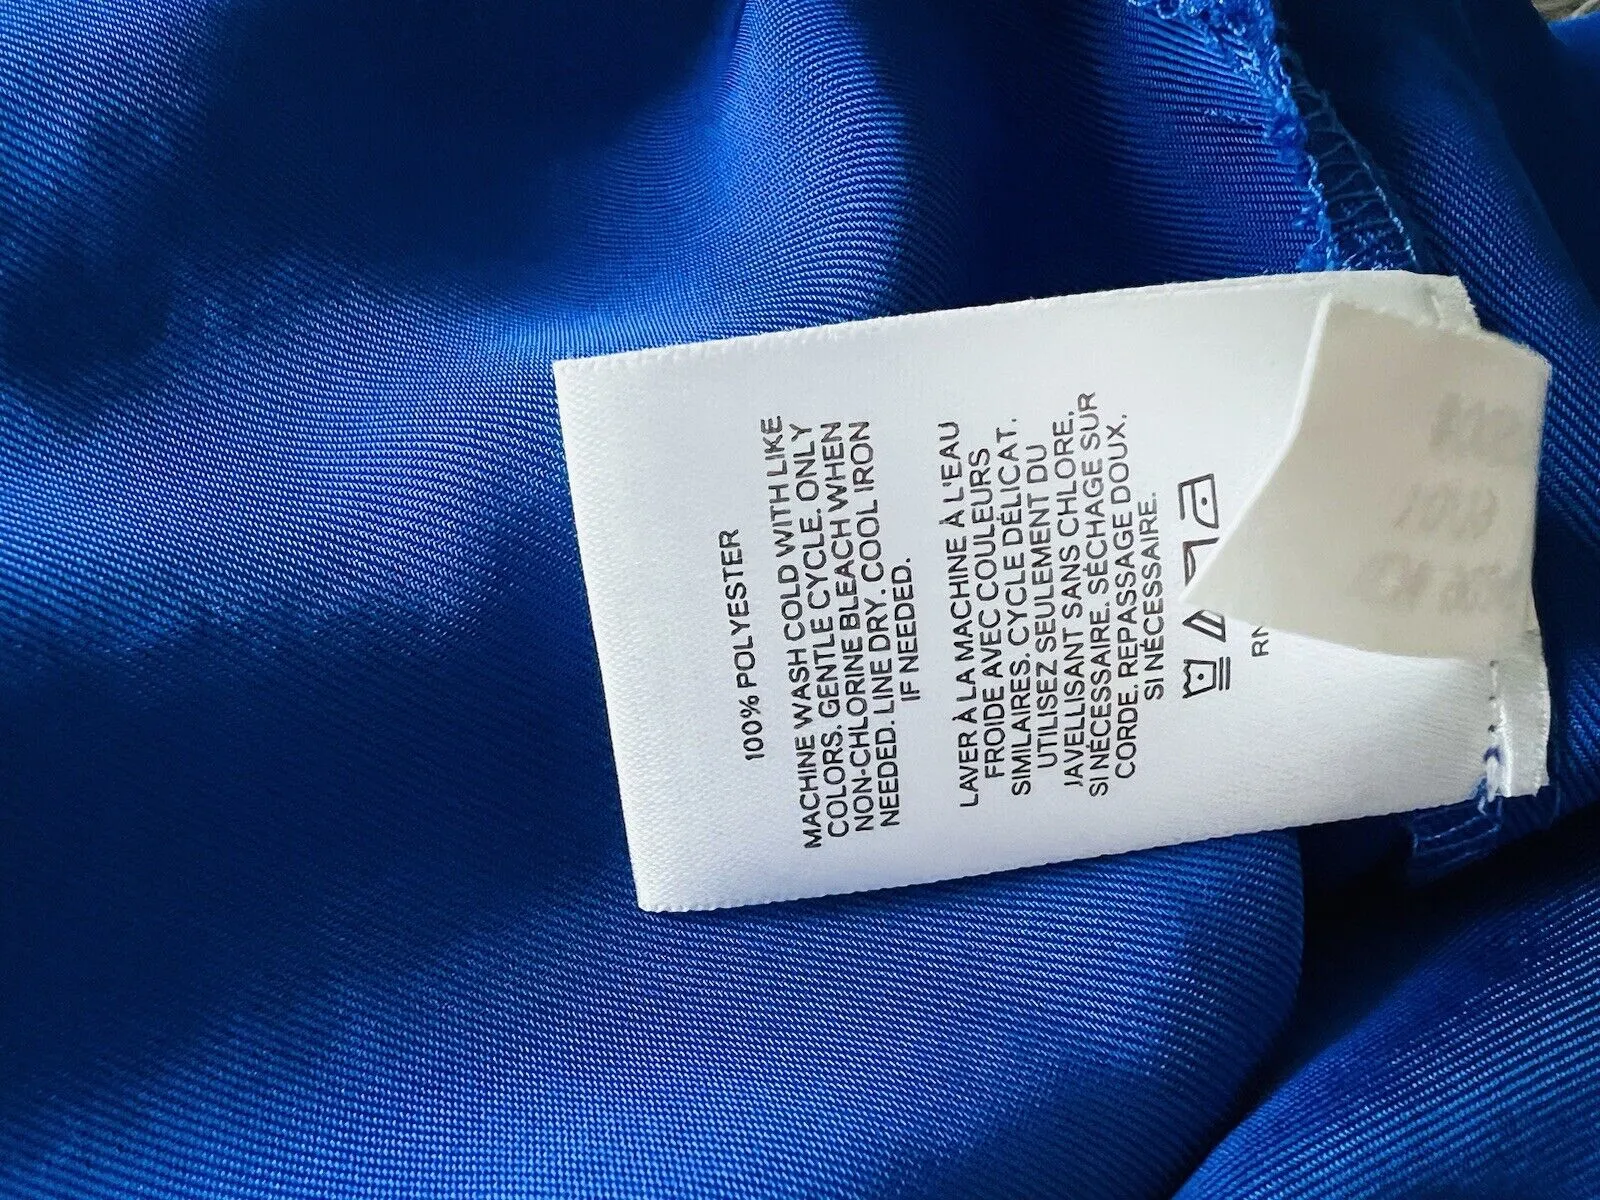 100% POLYESTER
MACHINE WASH COLD WITH LIKE
COLORS. GENTLE CYCLE. ONLY
NON-CHLORINE BLEACH WHEN
NEEDED. LINE DRY. COOL IRON
IF NEEDED.
LAVER À LA MACHINE À L'EAU
FROIDE AVEC COULEURS
SIMILAIRES. CYCLE DÉLICAT.
UTILISEZ SEULEMENT DU
JAVELLISANT SANS CHLORE,
SI NÉCESSAIRE. SÉCHAGE SUR
CORDE. REPASSAGE DOUX,
SI NÉCESSAIRE.